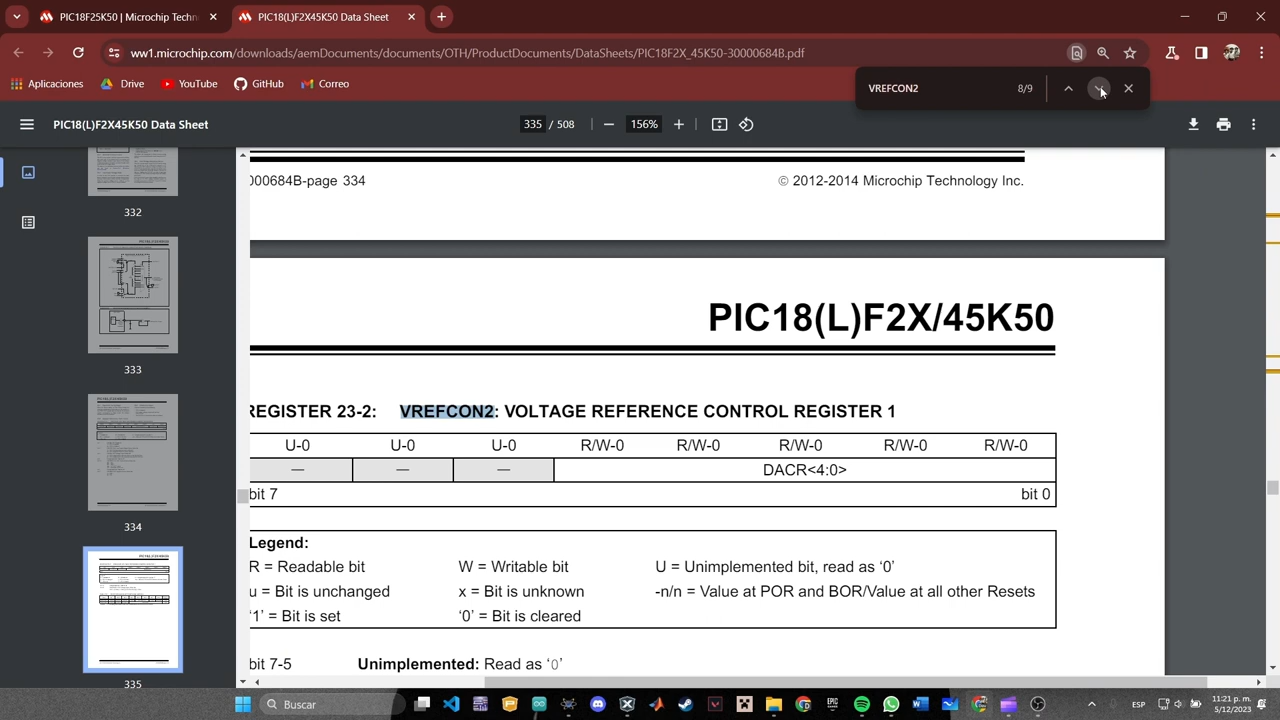 PIC18F25K50 | Microchip Techn
PIC18(L)F2X45K50 Data Sheet
ww1.microchip.com/downloads/aemDocuments/documents/OTH/ProductDocuments/DataSheets/PIC18F2X_45K50-30000684B.pdf
Aplicaciones
Drive
YouTube
GitHub
Correo
VREFCON2
8/9
PIC18(L)F2X45K50 Data Sheet
335 / 508
156%
332
333
334
335
000684B-page 334
© 2012-2014 Microchip Technology Inc.
PIC18(L)F2X/45K50
REGISTER 23-2: VREFCON2: VOLTAGE REFERENCE CONTROL REGISTER 1
U-0 U-0 U-0 R/W-0 R/W-0 R/W-0 R/W-0 R/W-0
— — — DACR<4:0>
bit 7 bit 0
Legend:
R = Readable bit W = Writable bit U = Unimplemented bit, read as ‘0’
u = Bit is unchanged x = Bit is unknown -n/n = Value at POR and BOR/Value at all other Resets
‘1’ = Bit is set ‘0’ = Bit is cleared
bit 7-5 Unimplemented: Read as ‘0’
Buscar
ESP
11:21 p. m.
5/12/2023